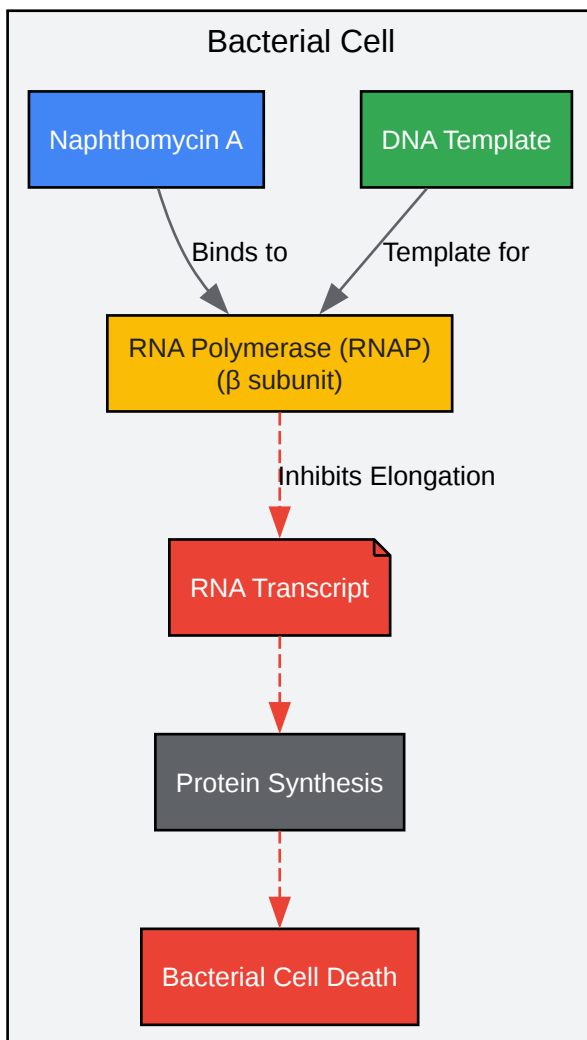 Bacterial Cell
Naphthomycin A
DNA Template
Binds to
Template for
RNA Polymerase (RNAP)
(β subunit)
Inhibits Elongation
RNA Transcript
Protein Synthesis
Bacterial Cell Death